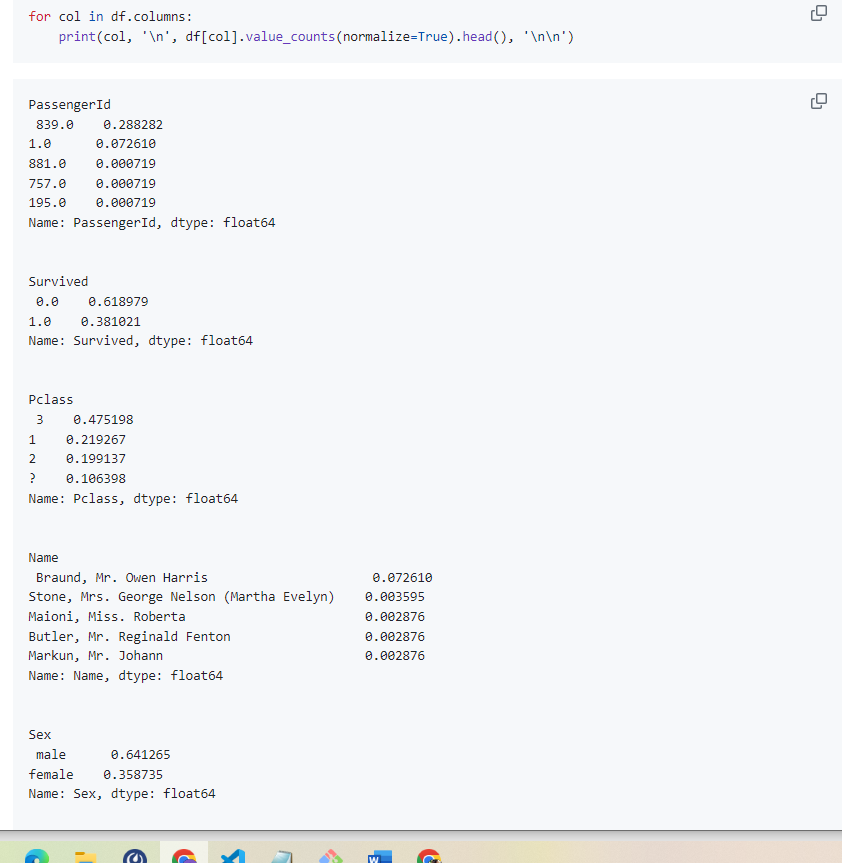 for col in df.columns:
    print(col, '\n', df[col].value_counts(normalize=True).head(), '\n\n')
PassengerId
 839.0    0.288282
1.0      0.072610
881.0    0.000719
757.0    0.000719
195.0    0.000719
Name: PassengerId, dtype: float64
Survived
 0.0    0.618979
1.0    0.381021
Name: Survived, dtype: float64
Pclass
 3    0.475198
1    0.219267
2    0.199137
?    0.106398
Name: Pclass, dtype: float64
Name
 Braund, Mr. Owen Harris                      0.072610
Stone, Mrs. George Nelson (Martha Evelyn)    0.003595
Maioni, Miss. Roberta                        0.002876
Butler, Mr. Reginald Fenton                  0.002876
Markun, Mr. Johann                           0.002876
Name: Name, dtype: float64
Sex
 male      0.641265
female    0.358735
Name: Sex, dtype: float64
W